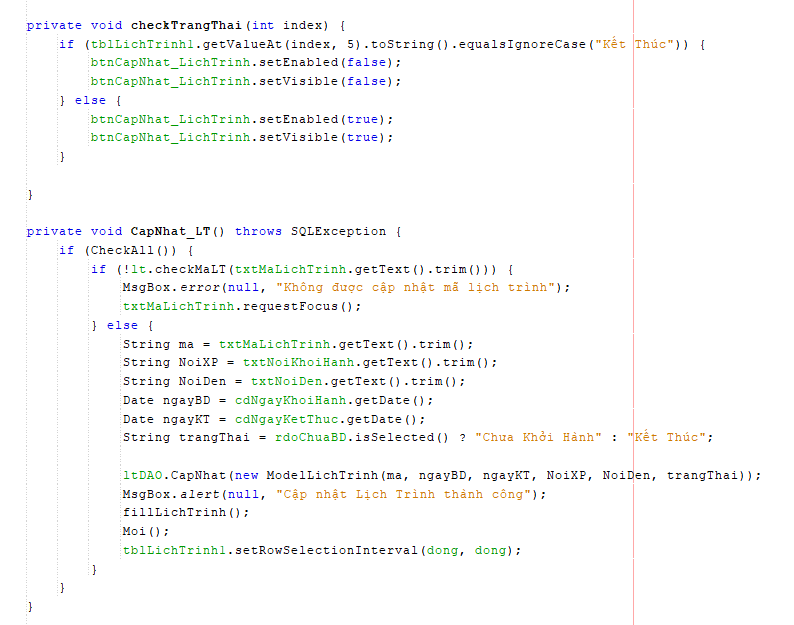 private void checkTrangThai(int index) {
if (tblLichTrinh1.getValueAt(index, 5).toString().equalsIgnoreCase("Kết Thúc")) {
btnCapNhat_LichTrinh.setEnabled(false);
btnCapNhat_LichTrinh.setVisible(false);
} else {
btnCapNhat_LichTrinh.setEnabled(true);
btnCapNhat_LichTrinh.setVisible(true);
}
}
private void CapNhat_LT() throws SQLException {
if (CheckAll()) {
if (!lt.checkMaLT(txtMaLichTrinh.getText().trim())) {
MsgBox.error(null, "Không được cập nhật mã lịch trình");
txtMaLichTrinh.requestFocus();
} else {
String ma = txtMaLichTrinh.getText().trim();
String NoiXP = txtNoiKhoiHanh.getText().trim();
String NoiDen = txtNoiDen.getText().trim();
Date ngayBD = cdNgayKhoiHanh.getDate();
Date ngayKT = cdNgayKetThuc.getDate();
String trangThai = rdoChuaBD.isSelected() ? "Chưa Khởi Hành" : "Kết Thúc";
ltDAO.CapNhat(new ModelLichTrinh(ma, ngayBD, ngayKT, NoiXP, NoiDen, trangThai));
MsgBox.alert(null, "Cập nhật Lịch Trình thành công");
fillLichTrinh();
Moi();
tblLichTrinh1.setRowSelectionInterval(dong, dong);
}
}
}